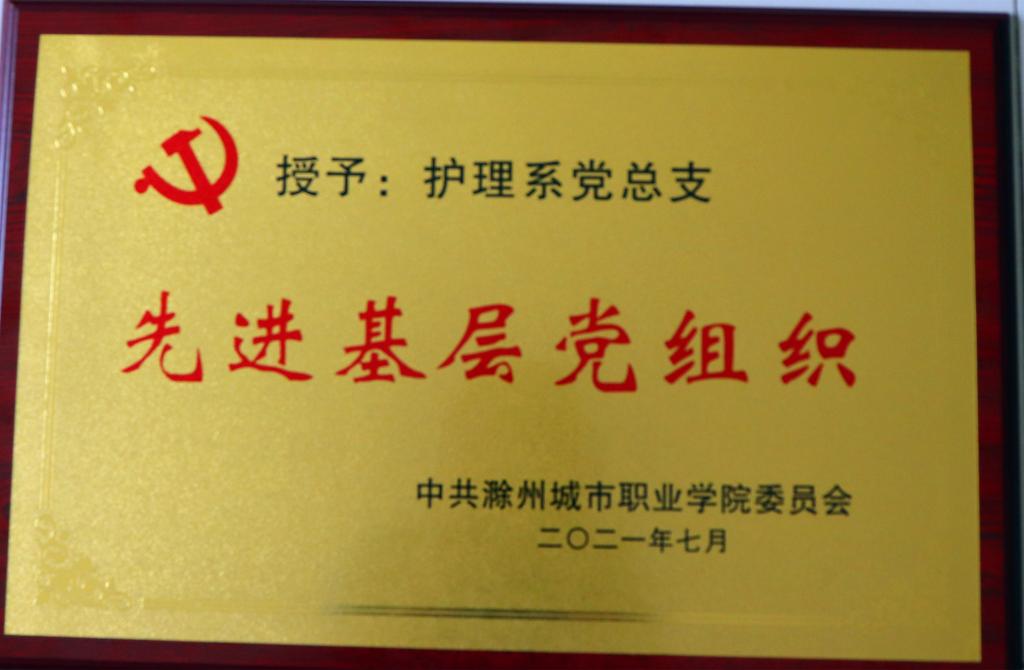 授予：护理系党总支
先进基层党组织
中共滁州城市职业学院委员会
二〇二一年七月